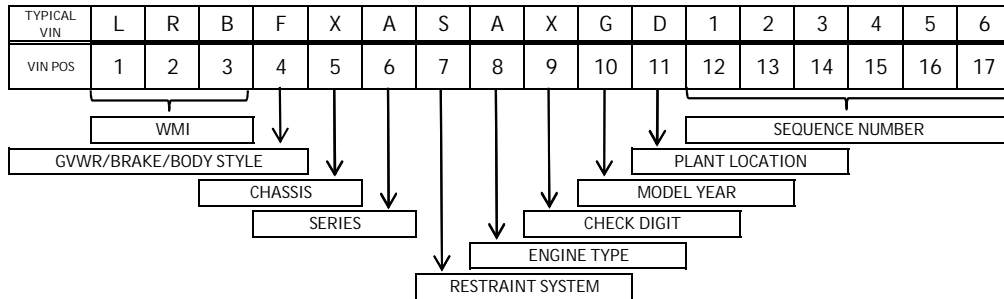 TYPICAL VIN L R B F X A S A X G D 1 2 3 4 5 6
VIN POS 1 2 3 4 5 6 7 8 9 10 11 12 13 14 15 16 17
WMI SEQUENCE NUMBER
GVWR/BRAKE/BODY STYLE PLANT LOCATION
CHASSIS MODEL YEAR
SERIES CHECK DIGIT
ENGINE TYPE
RESTRAINT SYSTEM